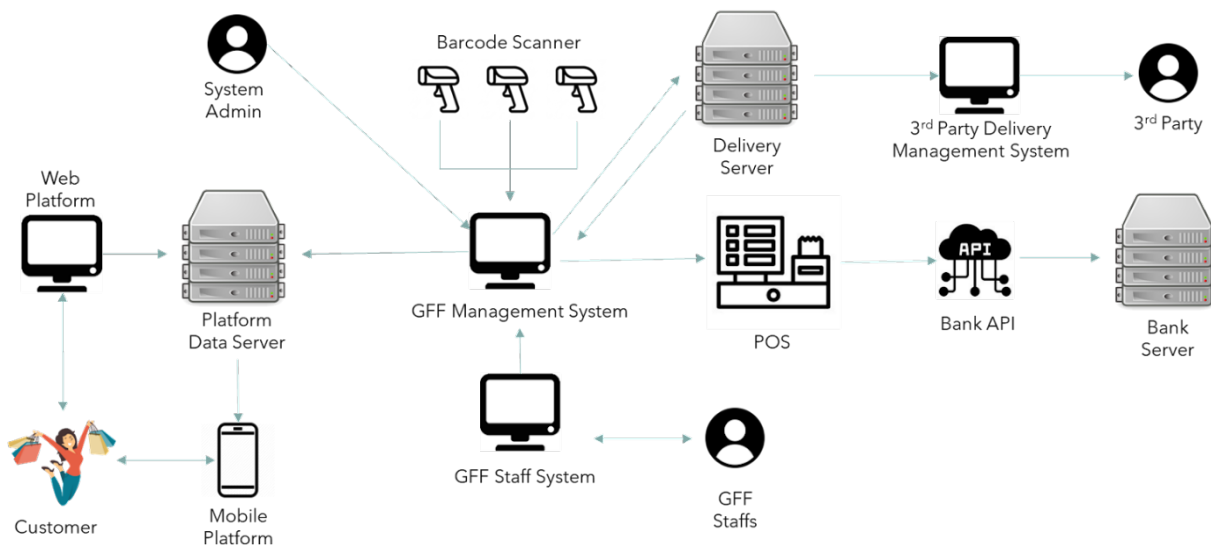 Barcode Scanner
System
Admin
Delivery
Server
3rd Party Delivery
Management System
3rd Party
Web
Platform
Platform
Data Server
GFF Management System
POS
API
Bank API
Bank
Server
GFF Staff System
GFF
Staffs
Customer
Mobile
Platform